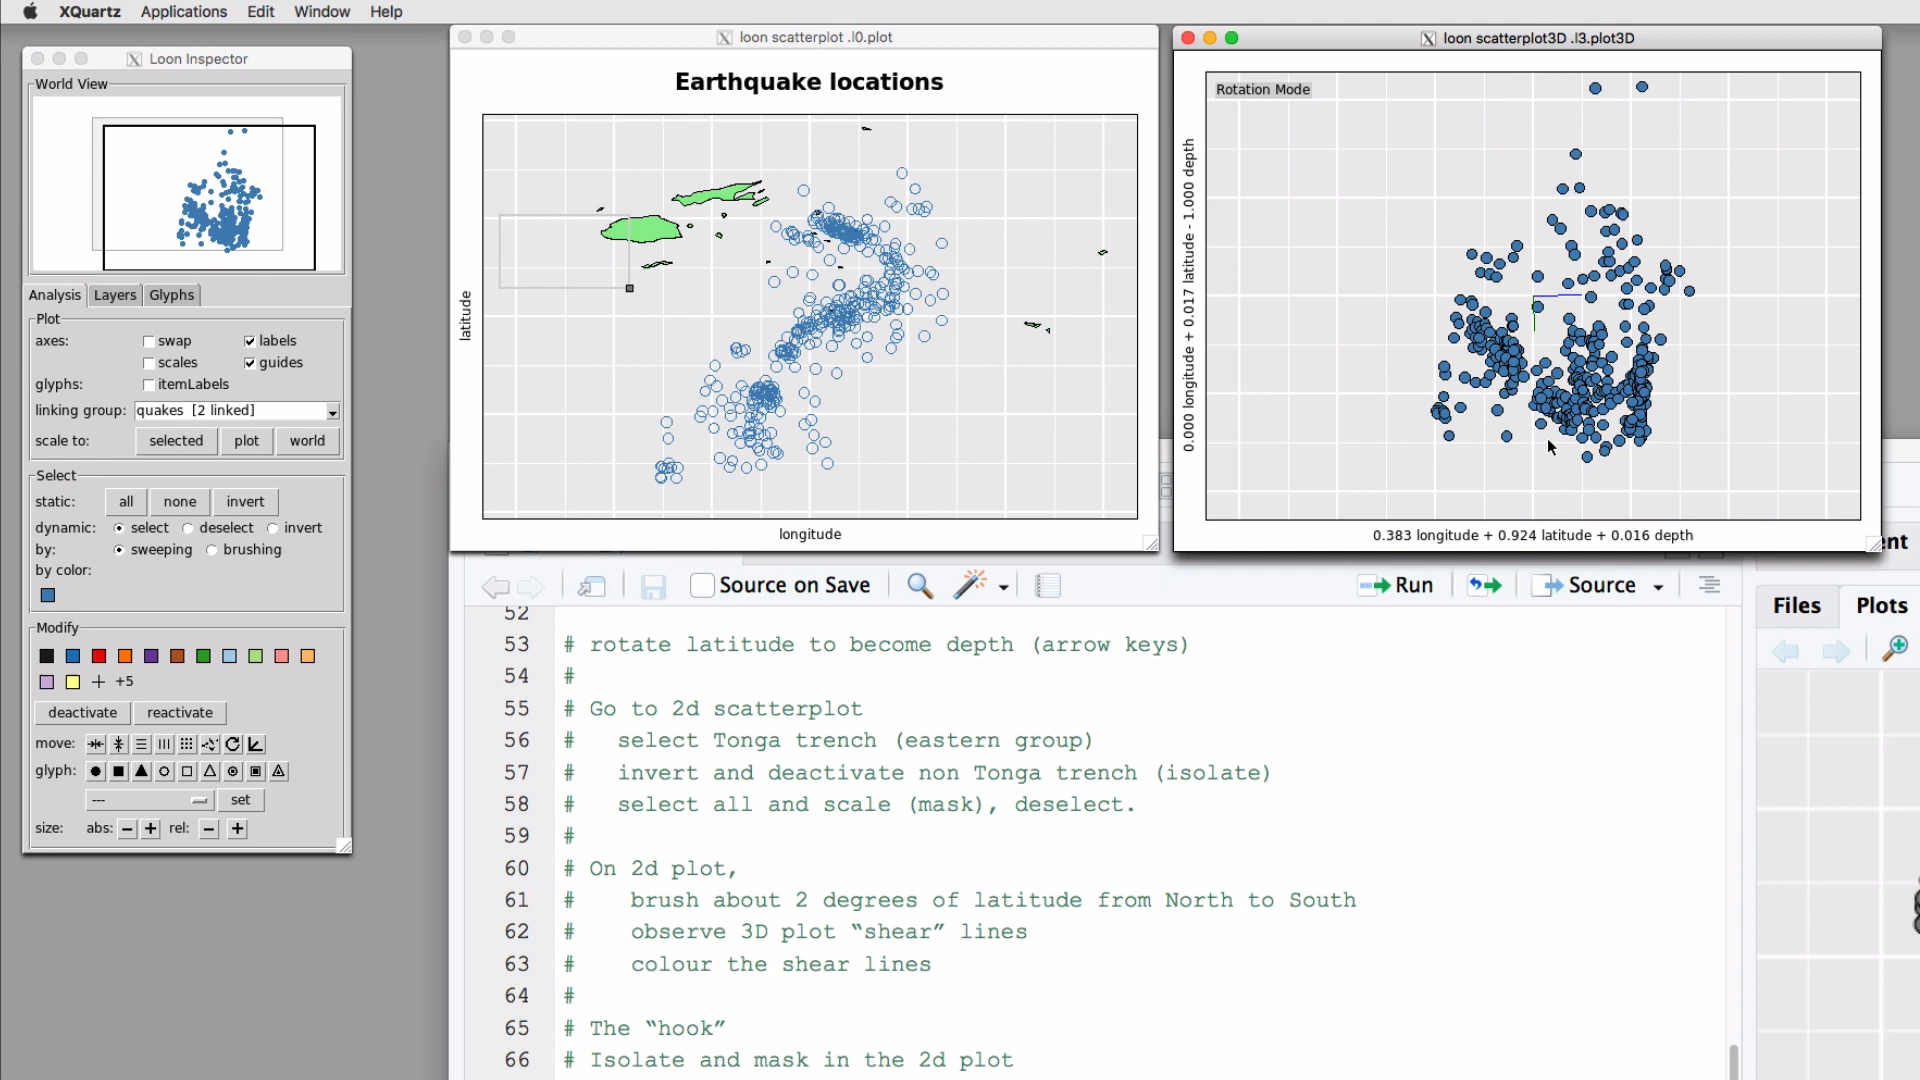 XQuartz Applications Edit Window Help
Loon Inspector
World View
Analysis Layers Glyphs
Plot
axes: swap labels
scales guides
glyphs: itemLabels
linking group: quakes [2 linked]
scale to: selected plot world
Select
static: all none invert
dynamic: select deselect invert
by: sweeping brushing
by color:
Modify
+5
deactivate reactivate
move:
glyph:
--- set
size: abs: - + rel: - +
loon scatterplot .l0.plot
Earthquake locations
latitude
longitude
loon scatterplot3D .l3.plot3D
Rotation Mode
0.000 longitude + 0.017 latitude - 1.000 depth
0.383 longitude + 0.924 latitude + 0.016 depth
Source on Save Run Source
52
53 # rotate latitude to become depth (arrow keys)
54 #
55 # Go to 2d scatterplot
56 # select Tonga trench (eastern group)
57 # invert and deactivate non Tonga trench (isolate)
58 # select all and scale (mask), deselect.
59 #
60 # On 2d plot,
61 # brush about 2 degrees of latitude from North to South
62 # observe 3D plot “shear” lines
63 # colour the shear lines
64 #
65 # The “hook”
66 # Isolate and mask in the 2d plot
ent
Files Plots